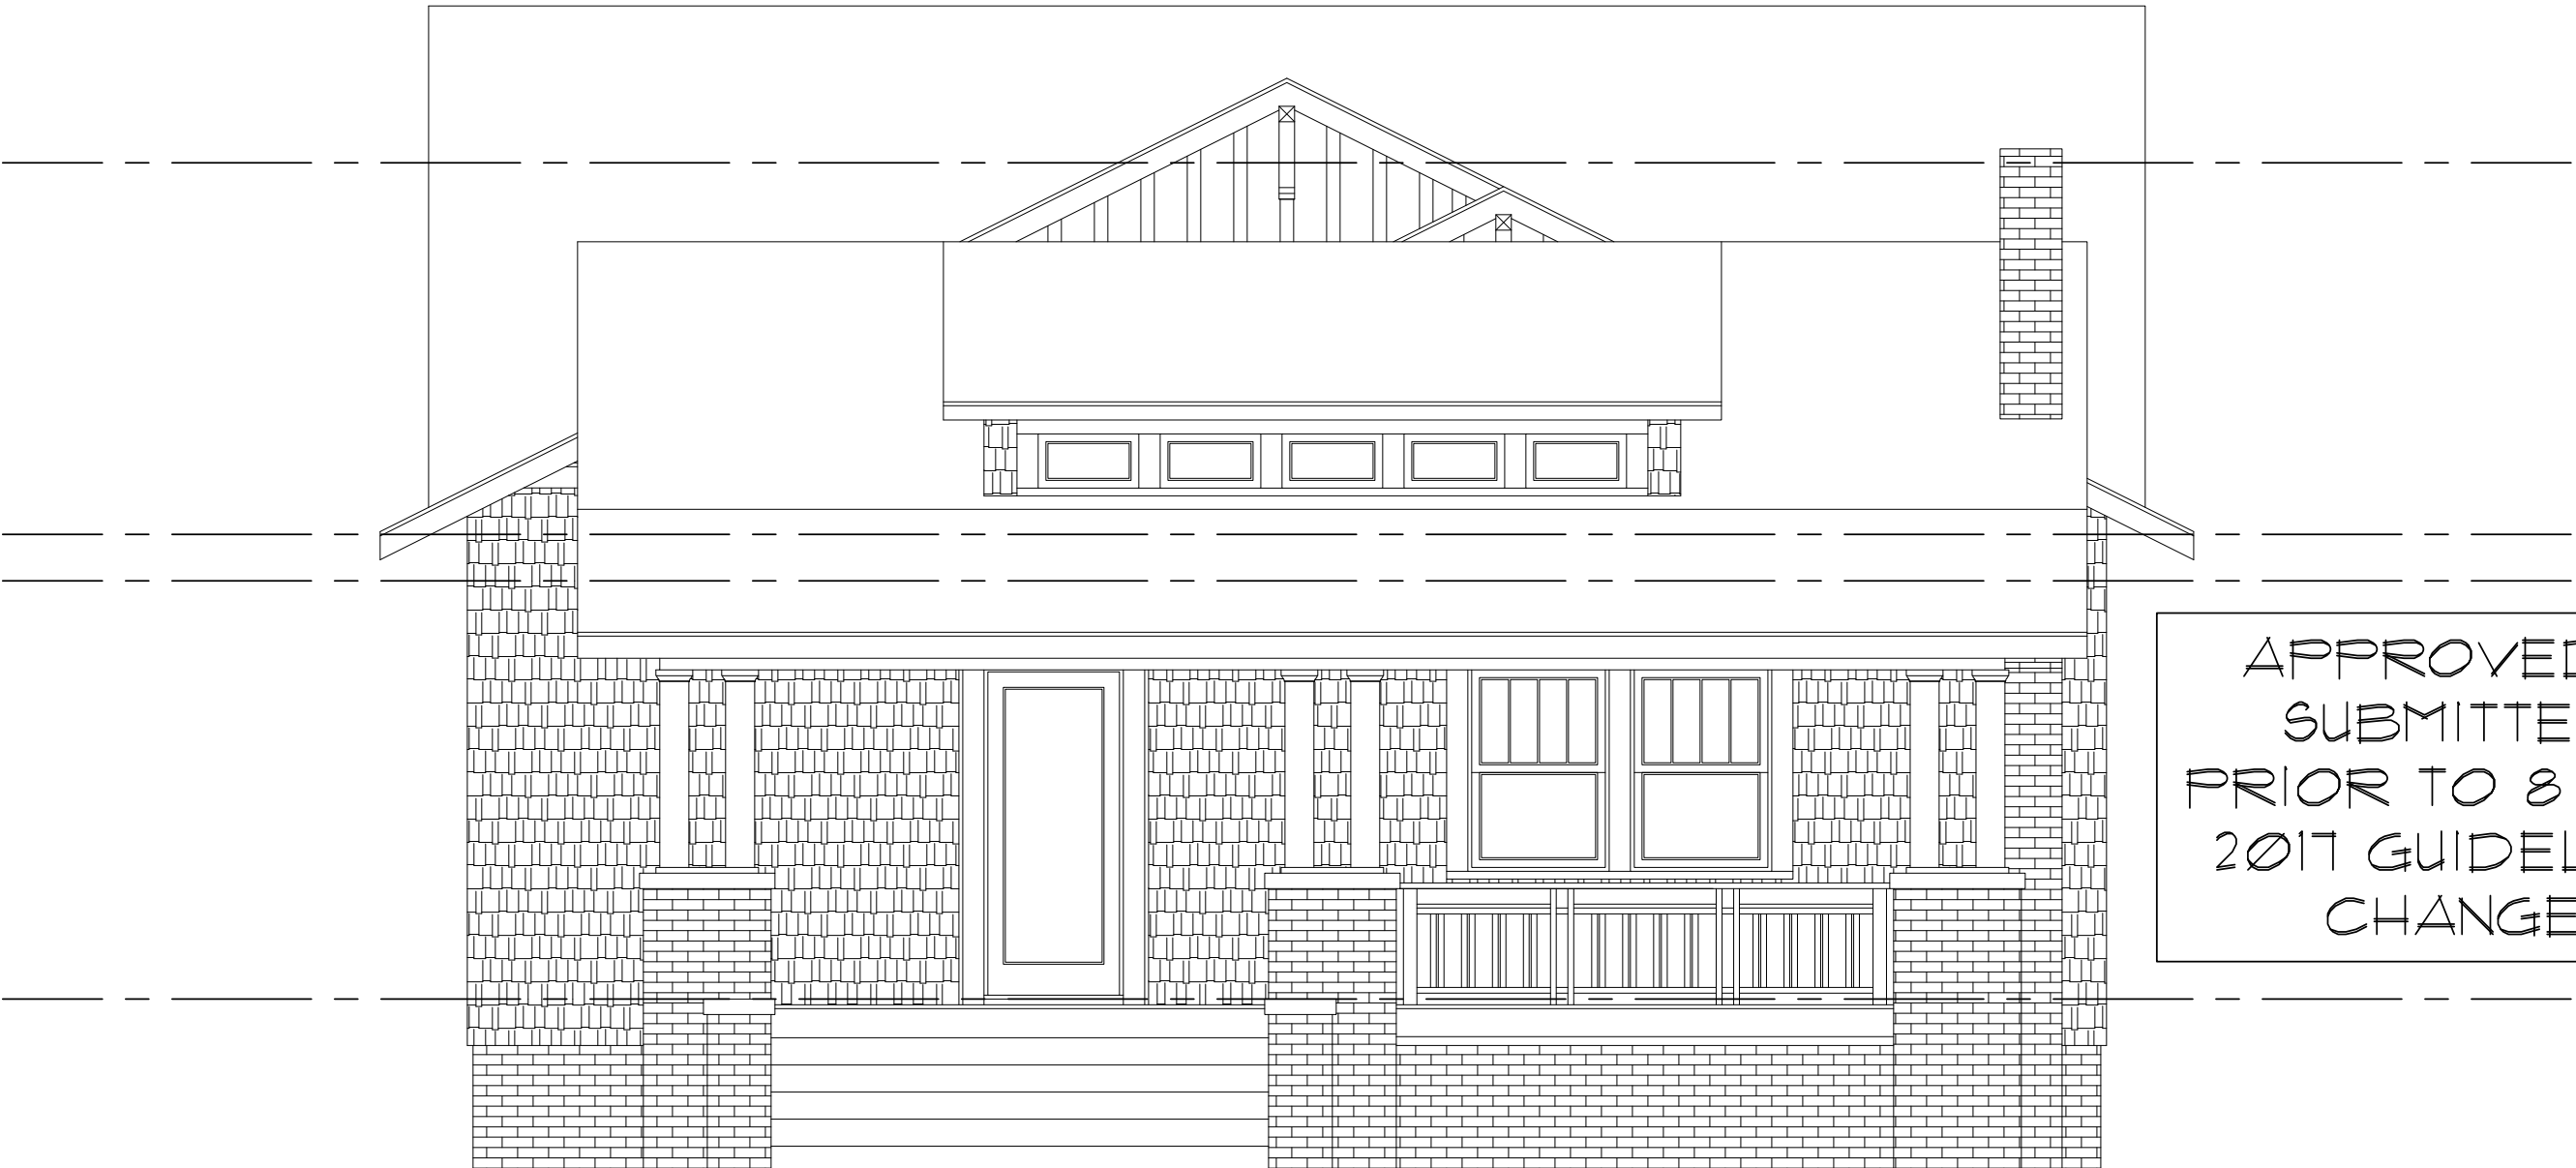 APPROVED
SUBMITTE
PRIOR TO 8
2017 GUIDEL
CHANGE